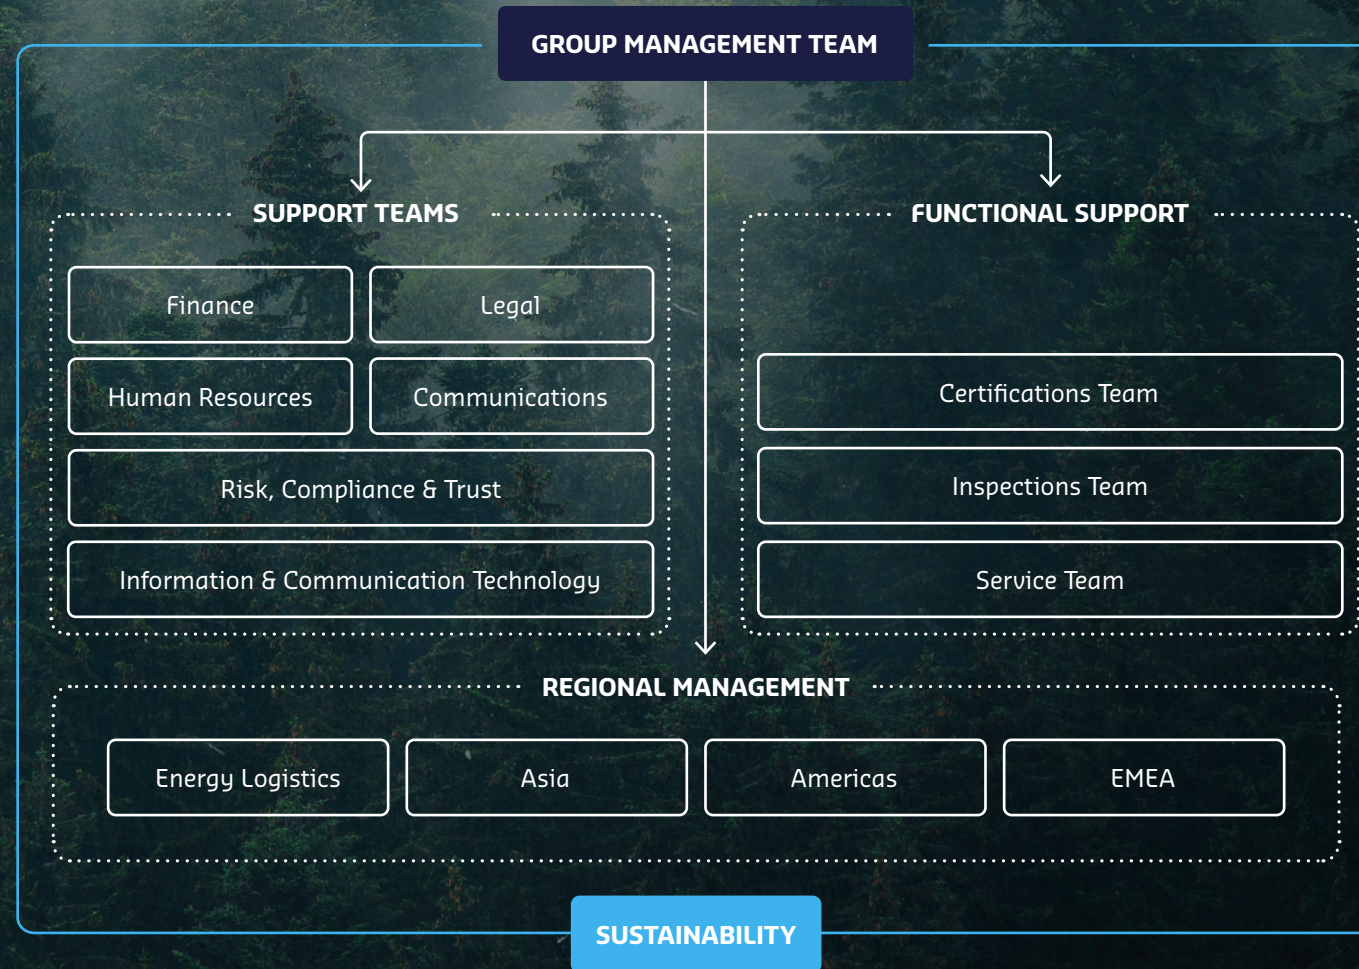 GROUP MANAGEMENT TEAM
SUPPORT TEAMS
Finance
Legal
Human Resources
Communications
Risk, Compliance & Trust
Information & Communication Technology
FUNCTIONAL SUPPORT
Certifications Team
Inspections Team
Service Team
REGIONAL MANAGEMENT
Energy Logistics
Asia
Americas
EMEA
SUSTAINABILITY